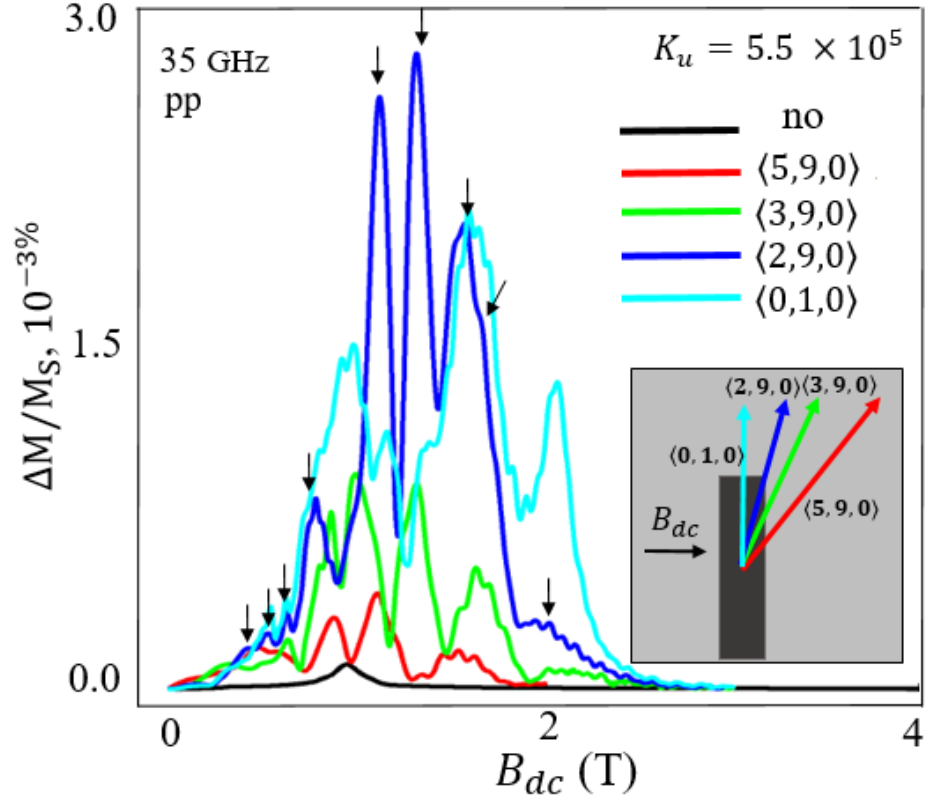 3.0
35 GHz
pp
K_u = 5.5 × 10⁵
no
⟨5,9,0⟩
⟨3,9,0⟩
⟨2,9,0⟩
⟨0,1,0⟩
1.5
ΔM/M_S, 10⁻³%
⟨2,9,0⟩⟨3,9,0⟩
⟨0,1,0⟩
⟨5,9,0⟩
B_dc
0.0
0 2 4
B_dc (T)